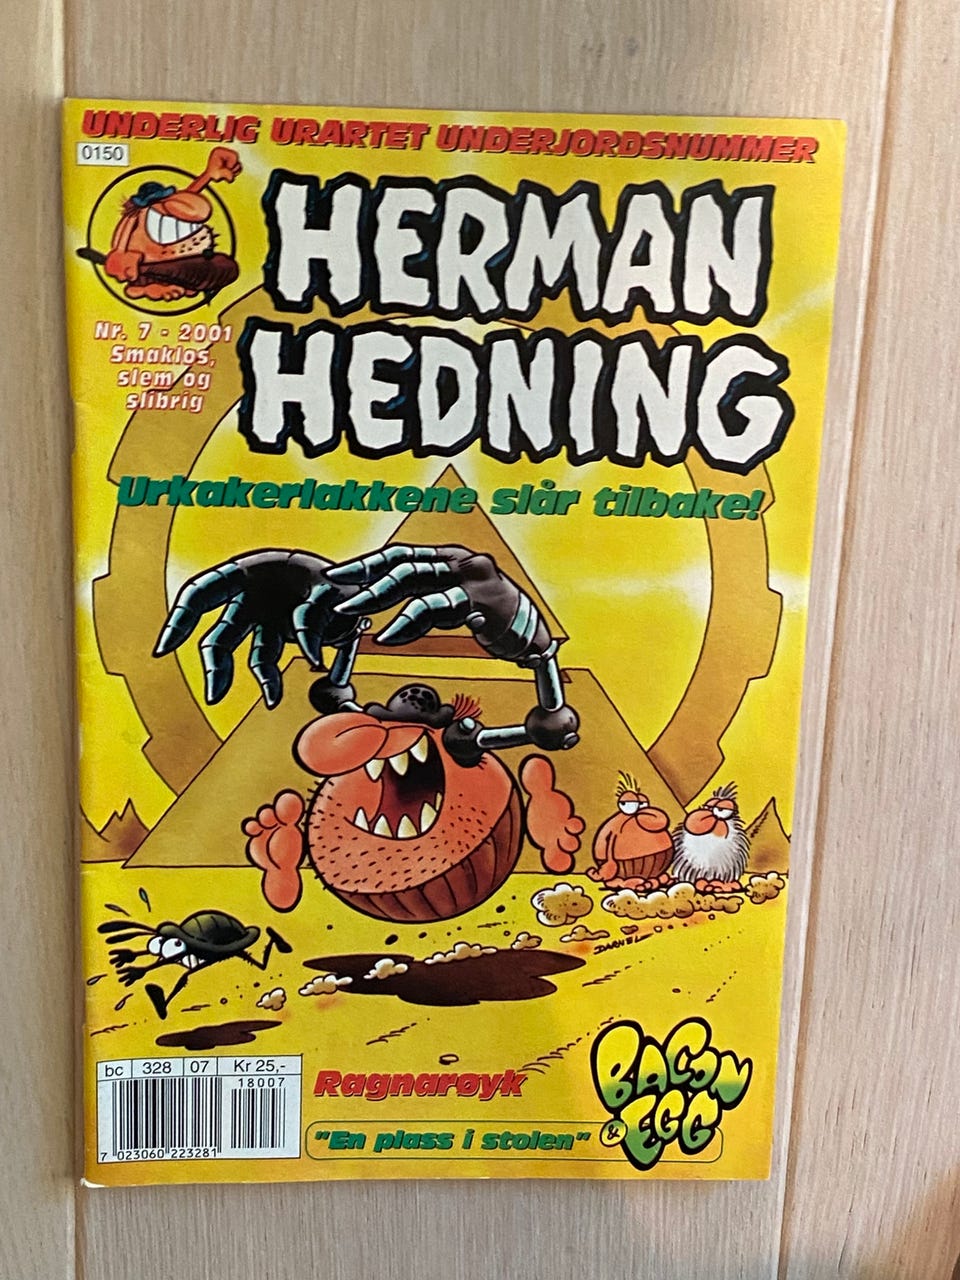 UNDERLIG URARTET UNDERJORDSNUMMER
0150
HERMAN
HEDNING
Nr. 7 - 2001
Smakløs,
slem og
slibrig
Urkakerlakkene slår tilbake!
DARNEL
bc 328 07 Kr 25,-
18007
7 023060 223281
Ragnarøyk
BACON
& EGG
"En plass i stolen"